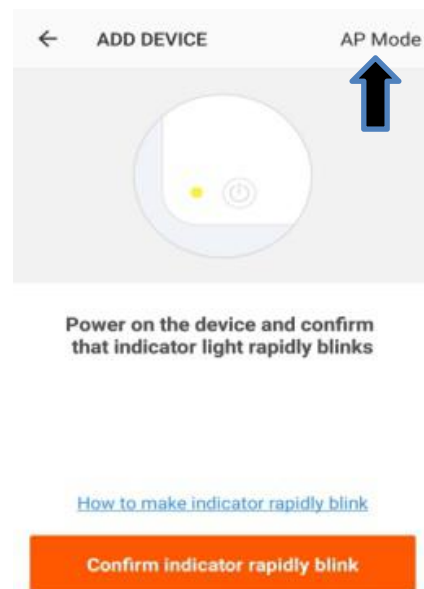 ADD DEVICE AP Mode
Power on the device and confirm
that indicator light rapidly blinks
How to make indicator rapidly blink
Confirm indicator rapidly blink